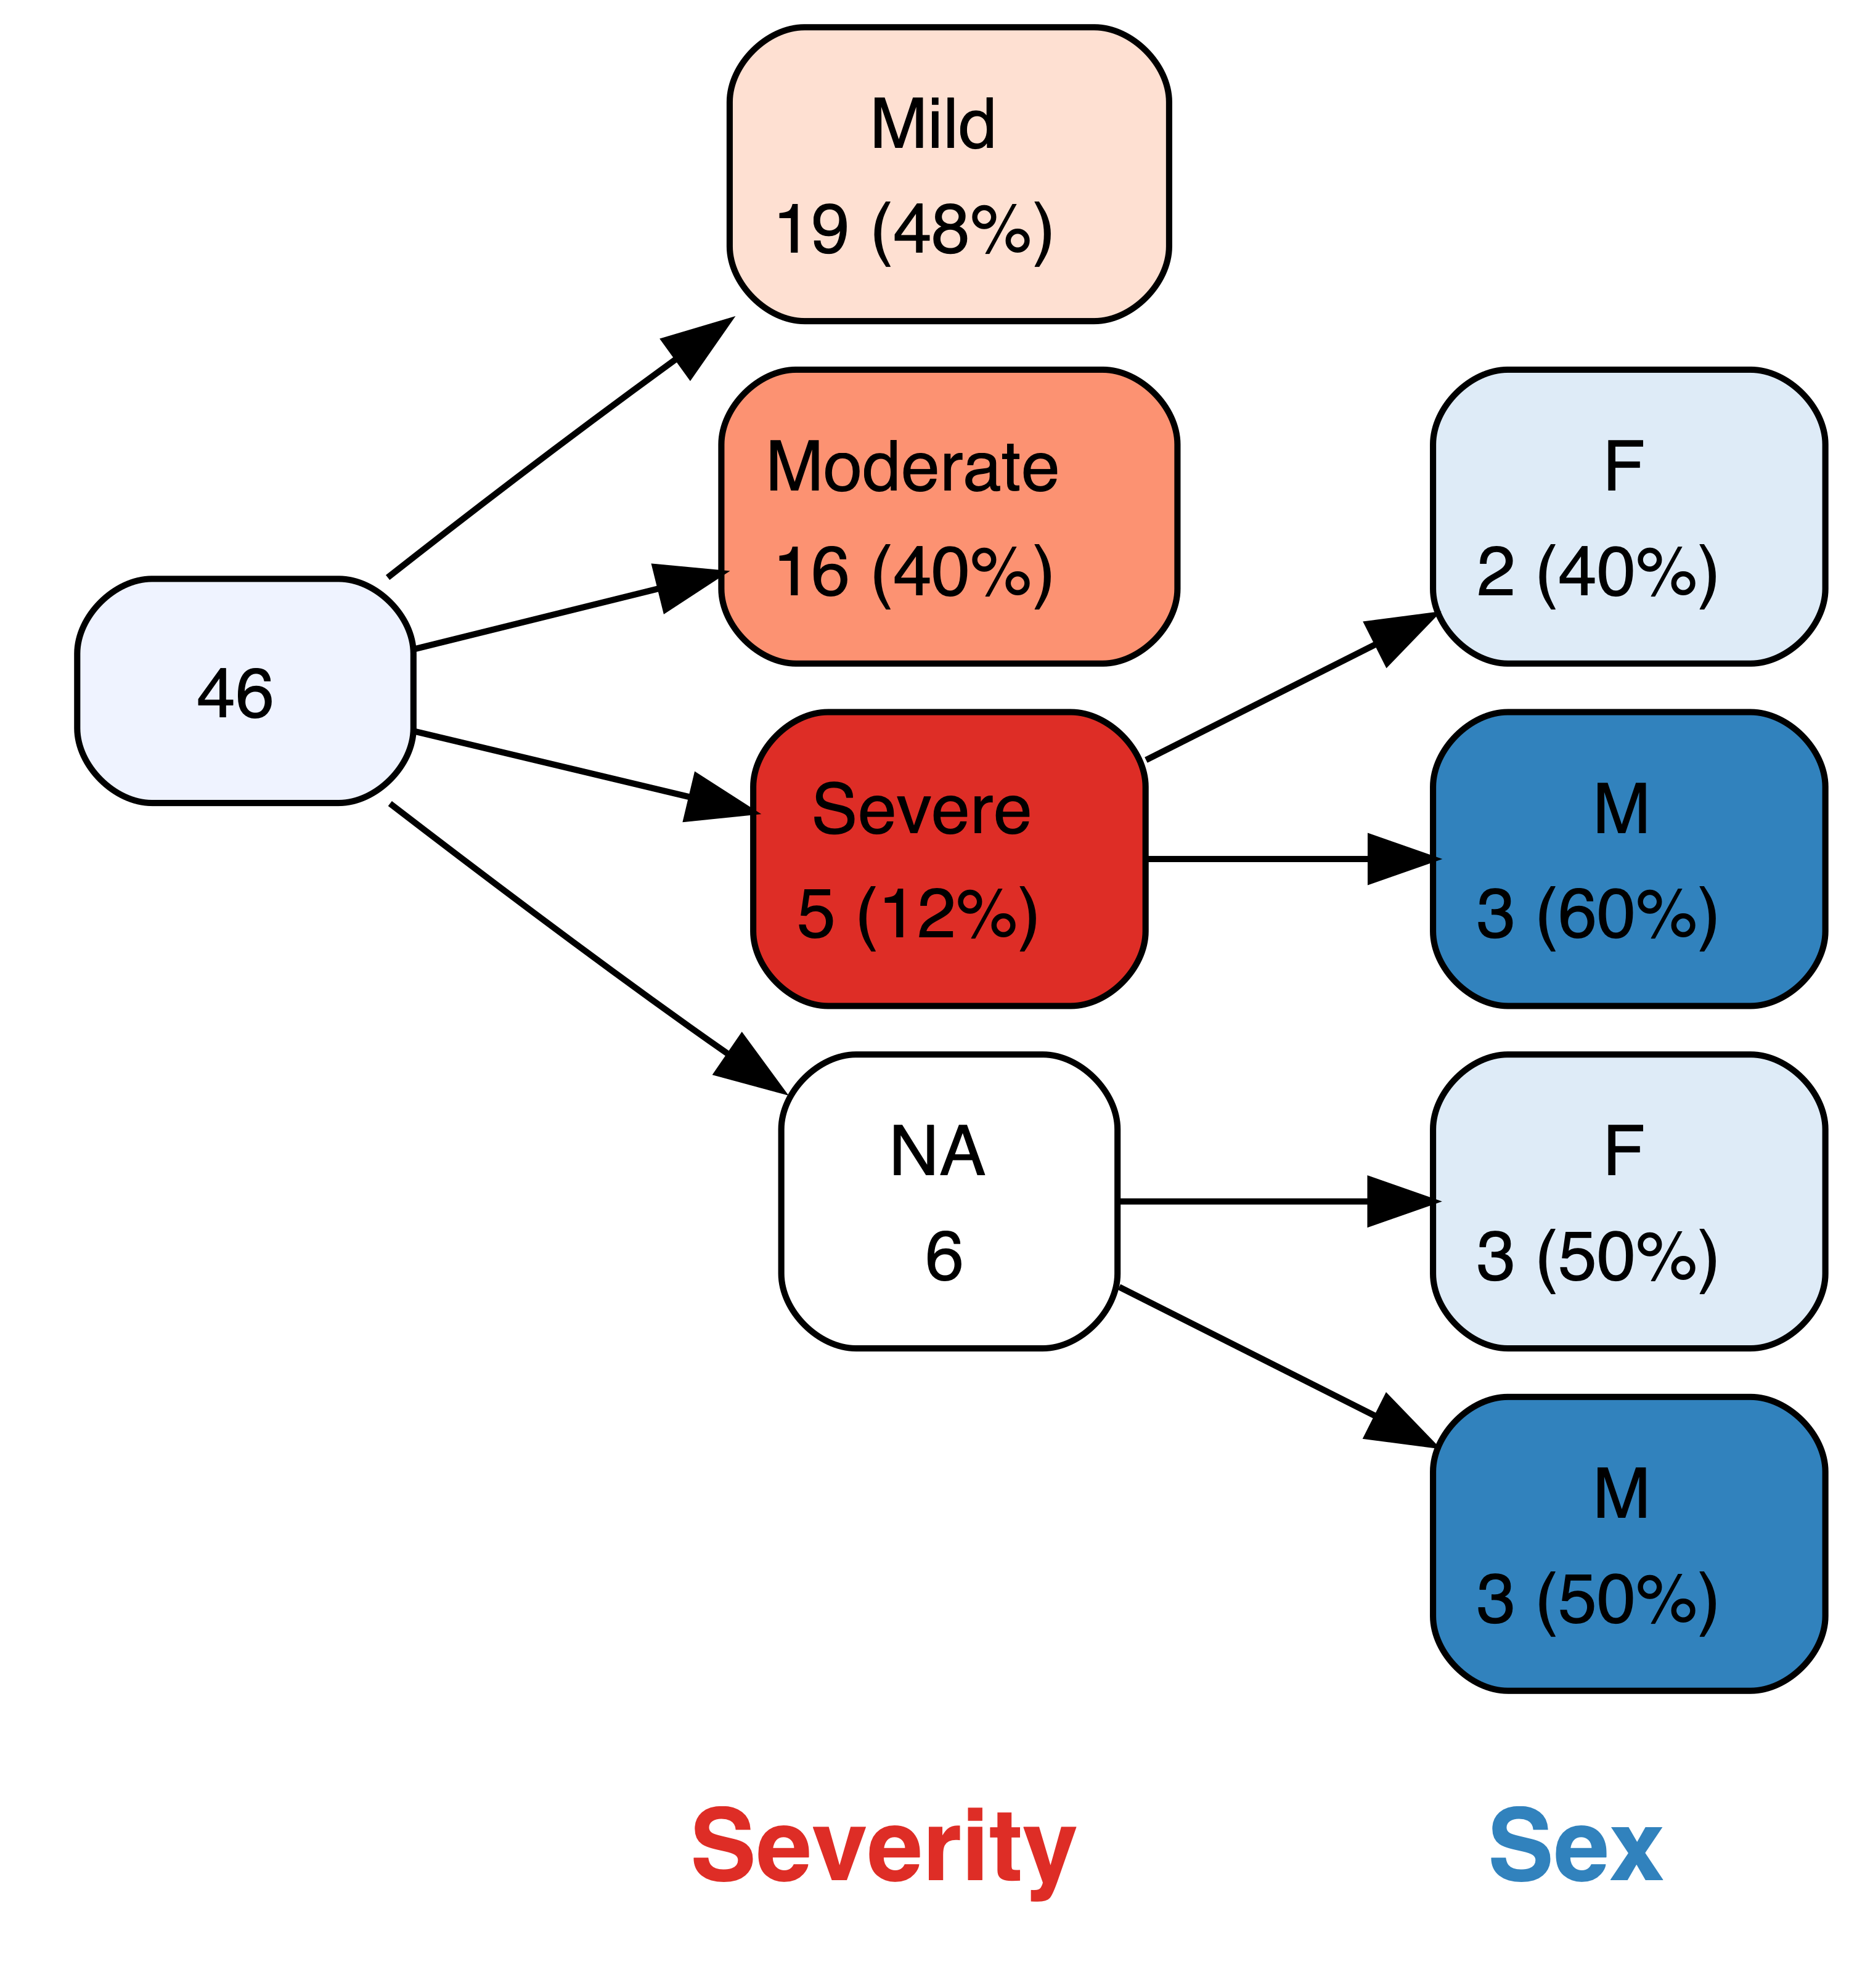 46
Mild
19 (48%)
Moderate
16 (40%)
Severe
5 (12%)
NA
6
F
2 (40%)
M
3 (60%)
F
3 (50%)
M
3 (50%)
Severity
Sex